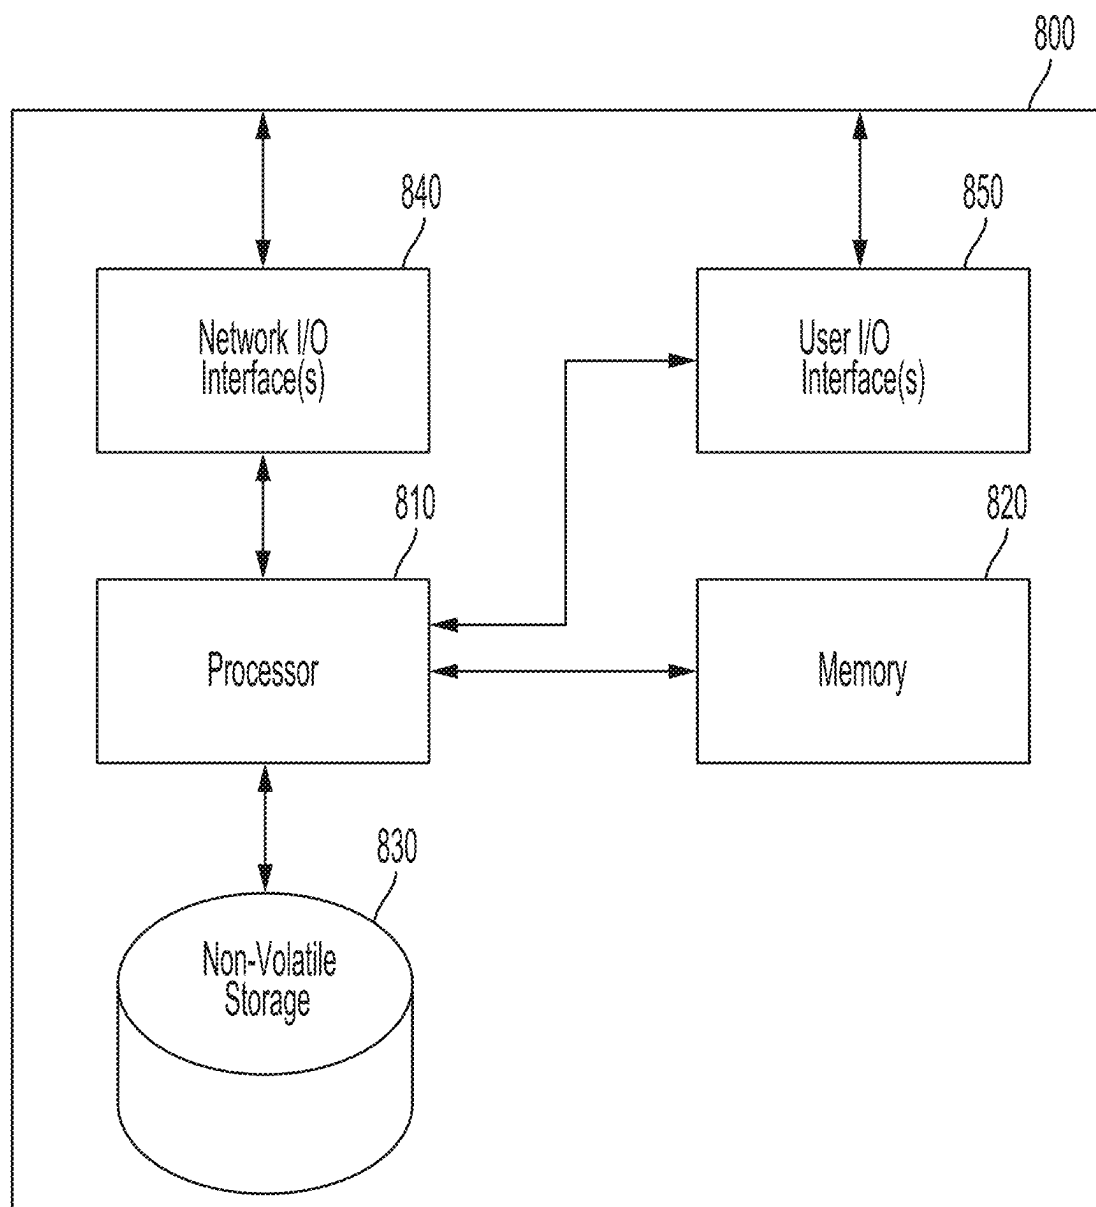 800
840
850
Network I/O
Interface(s)
User I/O
Interface(s)
810
820
Processor
Memory
830
Non-Volatile
Storage